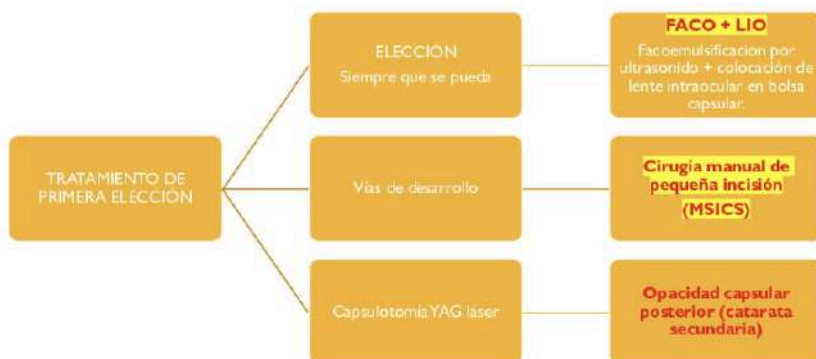 TRATAMIENTO DE
PRIMERA ELECCIÓN
ELECCIÓN
Siempre que se pueda
FACO + LIO
Facoemulsificación por
ultrasonido + colocación de
lente intraocular en bolsa
capsular.
Vías de desarrollo
Cirugía manual de
pequeña incisión
(MSICS)
Capsulotomía YAG láser
Opacidad capsular
posterior (catarata
secundaria)